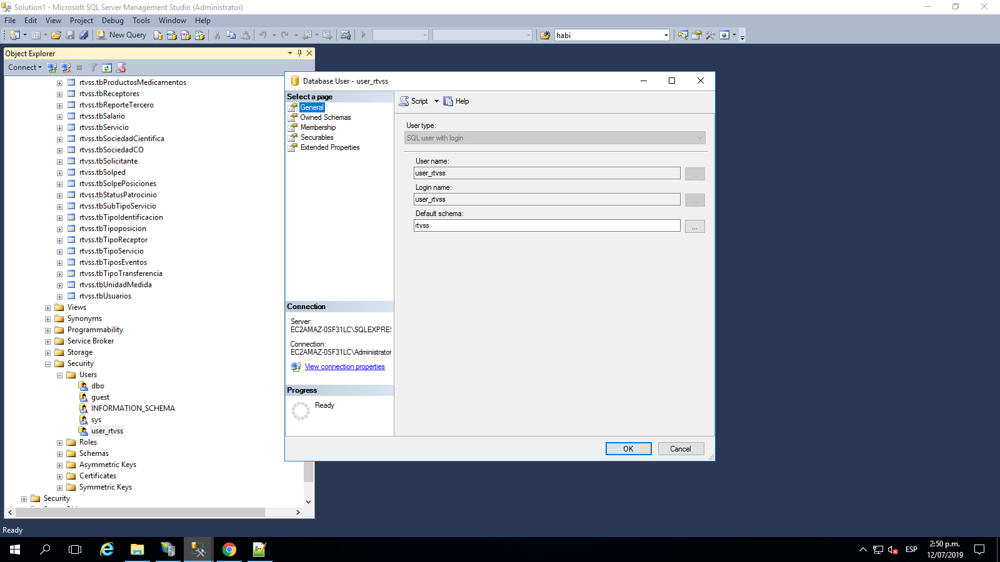 Solution1 - Microsoft SQL Server Management Studio (Administrator)
File Edit View Project Debug Tools Window Help
New Query
habi
Object Explorer
Connect
rtvss.tbProductosMedicamentos
rtvss.tbReceptores
rtvss.tbReporteTercero
rtvss.tbSalario
rtvss.tbServicio
rtvss.tbSociedadCientifica
rtvss.tbSociedadCO
rtvss.tbSolicitante
rtvss.tbSolped
rtvss.tbSolpePosiciones
rtvss.tbStatusPatrocinio
rtvss.tbSubTipoServicio
rtvss.tbTipoIdentificacion
rtvss.tbTipoposicion
rtvss.tbTipoReceptor
rtvss.tbTipoServicio
rtvss.tbTiposEventos
rtvss.tbTipoTransferencia
rtvss.tbUnidadMedida
rtvss.tbUsuarios
Views
Synonyms
Programmability
Service Broker
Storage
Security
Users
dbo
guest
INFORMATION_SCHEMA
sys
user_rtvss
Roles
Schemas
Asymmetric Keys
Certificates
Symmetric Keys
Security
Database User - user_rtvss
Select a page
General
Owned Schemas
Membership
Securables
Extended Properties
Connection
Server:
EC2AMAZ-0SF31LC\SQLEXPRES
Connection:
EC2AMAZ-0SF31LC\Administrator
View connection properties
Progress
Ready
Script Help
User type:
SQL user with login
User name:
user_rtvss
...
Login name:
user_rtvss
...
Default schema:
rtvss
...
OK Cancel
Ready
ESP
2:50 p.m.
12/07/2019